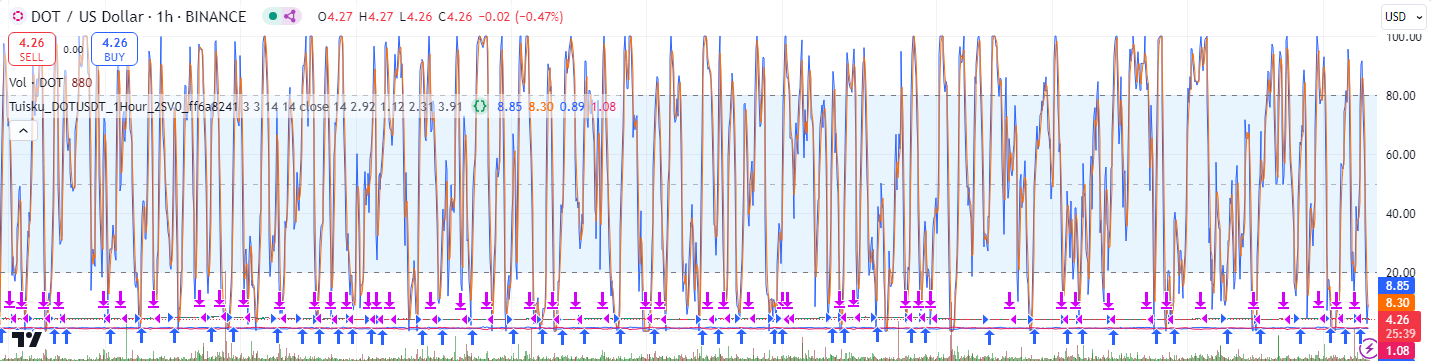 DOT / US Dollar · 1h · BINANCE O4.27 H4.27 L4.26 C4.26 −0.02 (−0.47%)
USD
4.26 SELL
0.00
4.26 BUY
Vol · DOT 880
Tuisku_DOTUSDT_1Hour_2SV0_ff6a8241 3 3 14 14 close 14 2.92 1.12 2.31 3.91 8.85 8.30 0.89 1.08
100.00
80.00
60.00
40.00
20.00
8.85
8.30
4.26
25:39
1.08